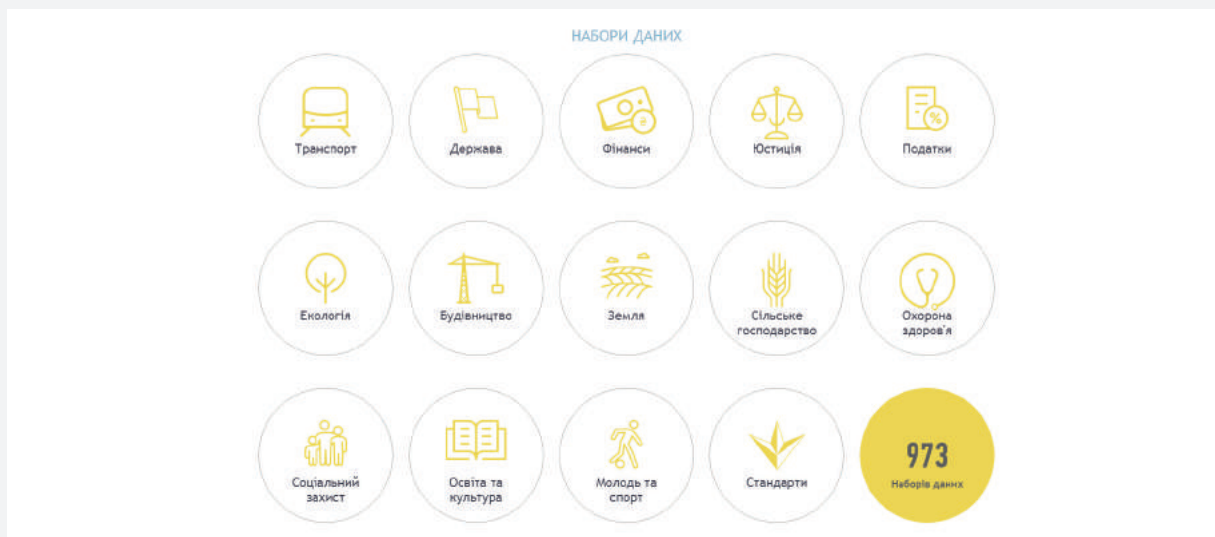 НАБОРИ ДАНИХ
Транспорт
Держава
Фінанси
Юстиція
Податки
Екологія
Будівництво
Земля
Сільське
господарство
Охорона
здоров'я
Соціальний
захист
Освіта та
культура
Молодь та
спорт
Стандарти
973
Наборів даних